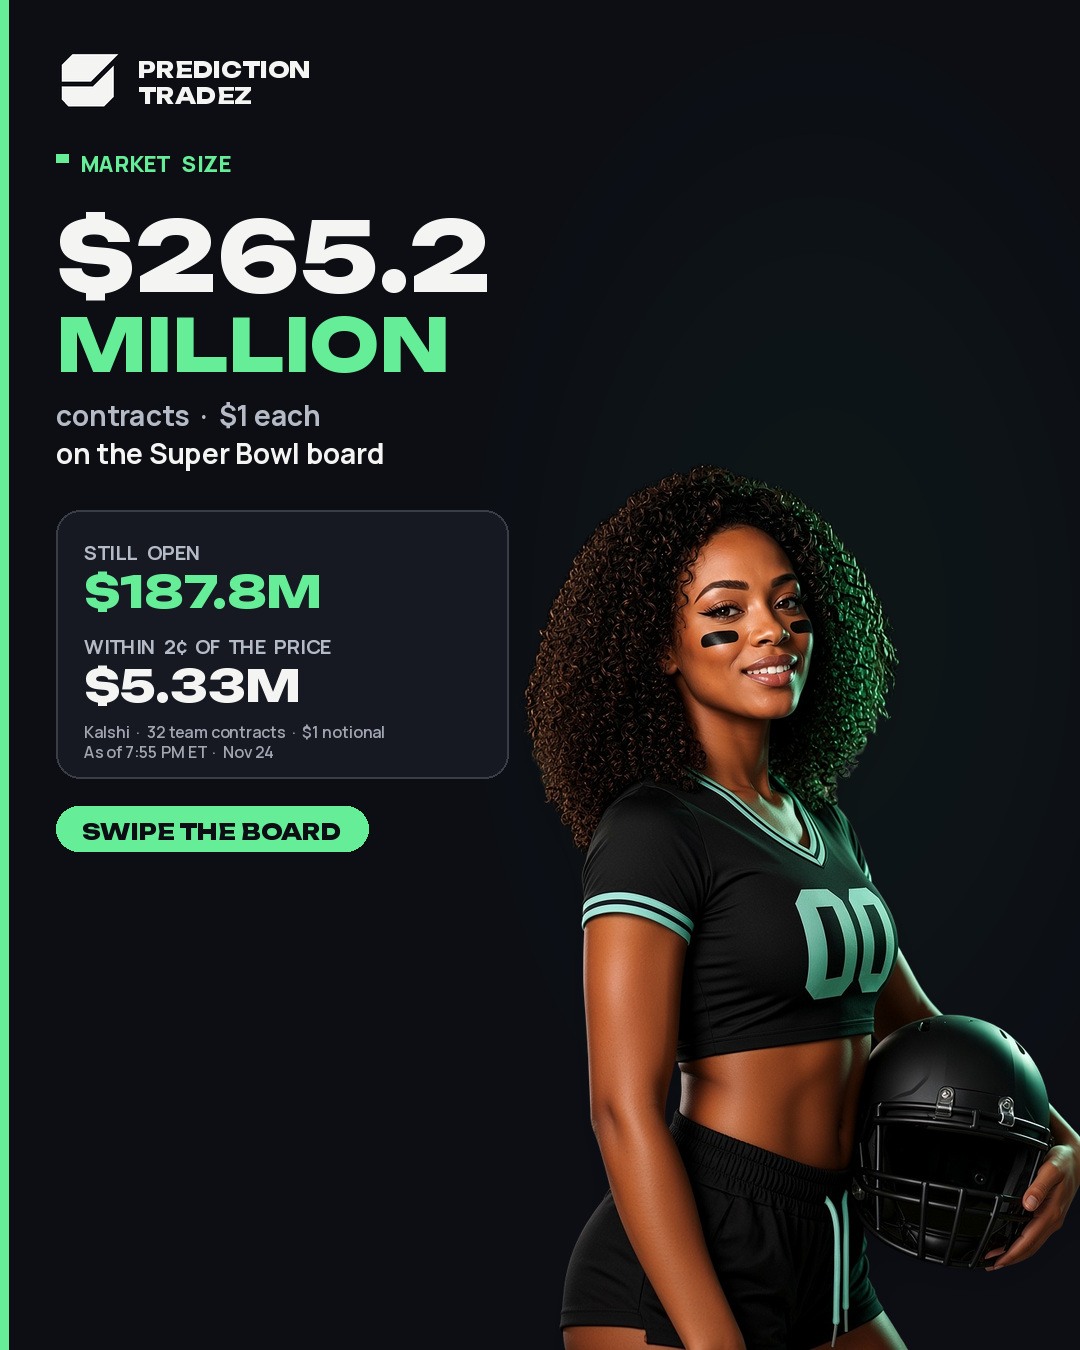 PREDICTION
TRADEZ
MARKET SIZE
$265.2
MILLION
contracts · $1 each
on the Super Bowl board
STILL OPEN
$187.8M
WITHIN 2¢ OF THE PRICE
$5.33M
Kalshi · 32 team contracts · $1 notional
As of 7:55 PM ET · Nov 24
SWIPE THE BOARD
00